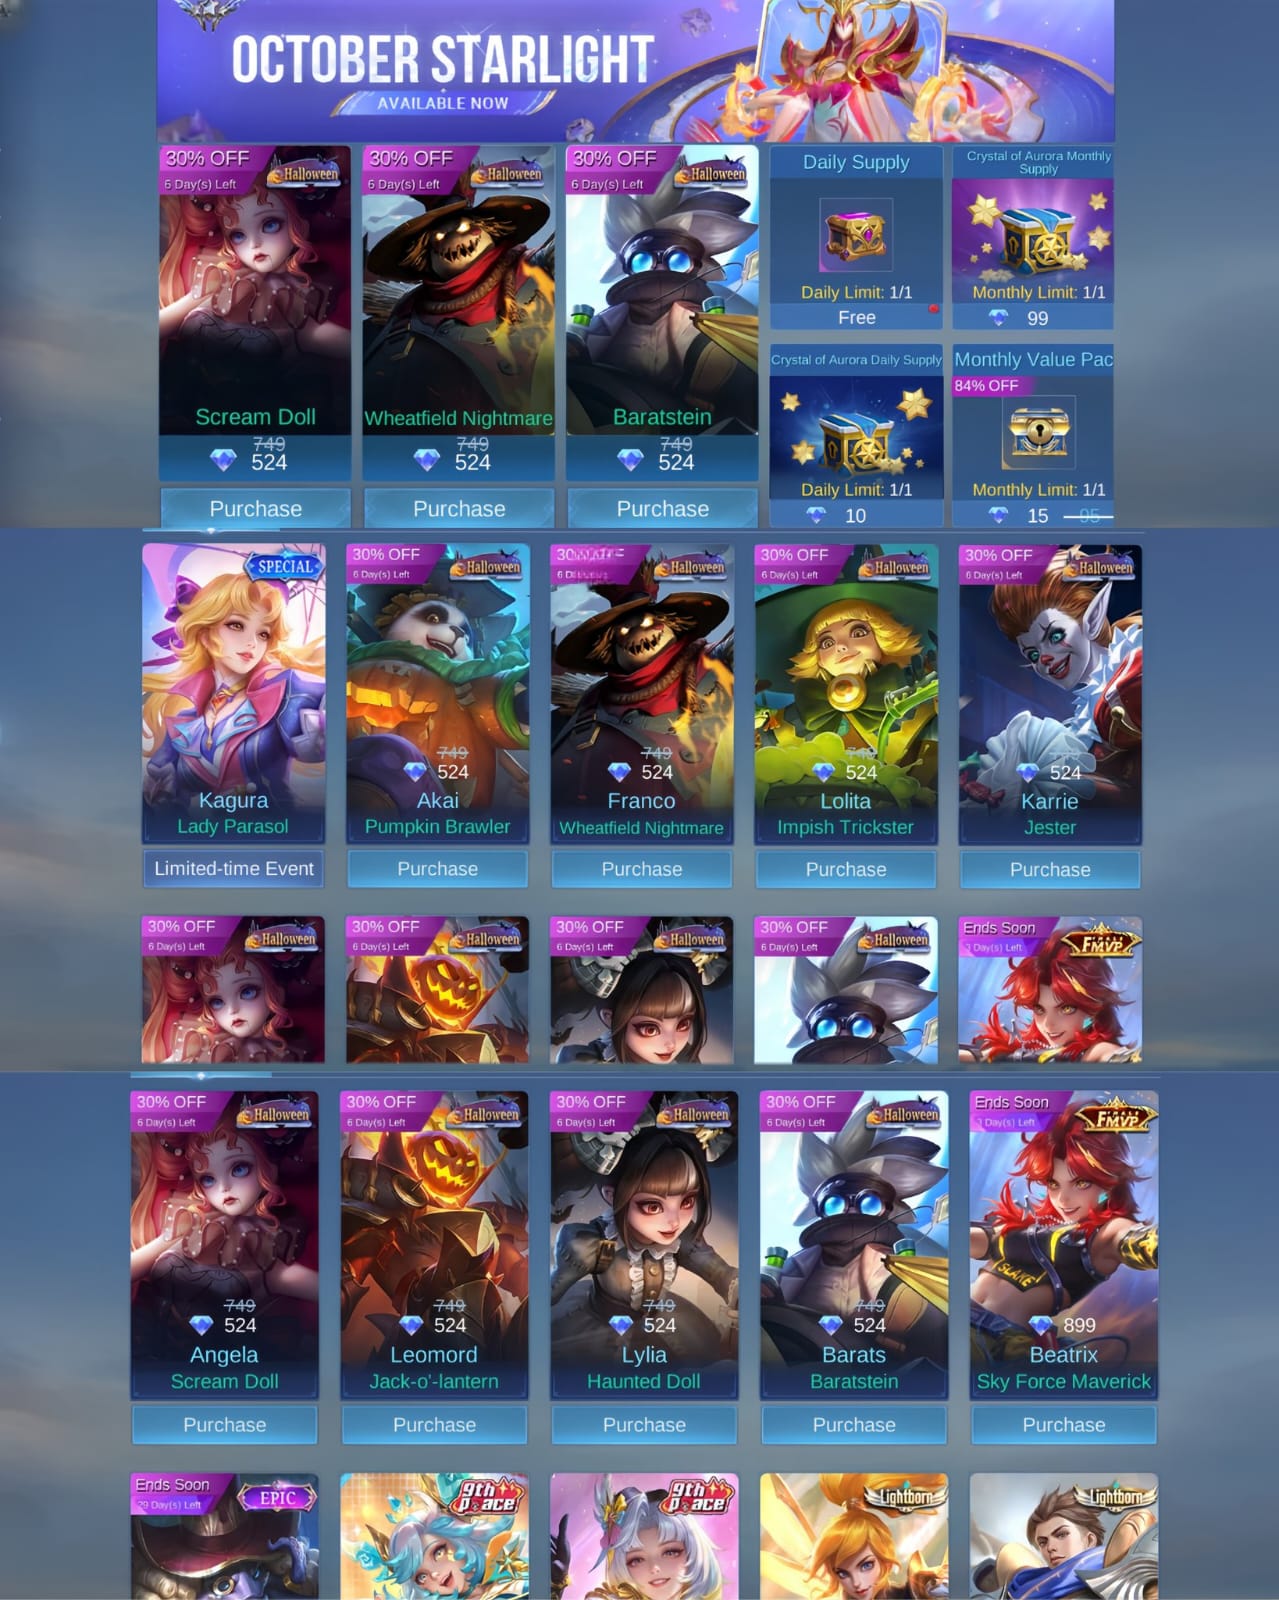 OCTOBER STARLIGHT
AVAILABLE NOW
30% OFF
6 Day(s) Left
Halloween
Scream Doll
749
524
Purchase
30% OFF
6 Day(s) Left
Halloween
Wheatfield Nightmare
749
524
Purchase
30% OFF
6 Day(s) Left
Halloween
Baratstein
749
524
Purchase
Daily Supply
Daily Limit: 1/1
Free
Crystal of Aurora Monthly
Supply
Monthly Limit: 1/1
99
Crystal of Aurora Daily Supply
Daily Limit: 1/1
10
Monthly Value Pac
84% OFF
Monthly Limit: 1/1
15 95
SPECIAL
Kagura
Lady Parasol
Limited-time Event
30% OFF
6 Day(s) Left
Halloween
749
524
Akai
Pumpkin Brawler
Purchase
30% OFF
Halloween
749
524
Franco
Wheatfield Nightmare
Purchase
30% OFF
6 Day(s) Left
Halloween
749
524
Lolita
Impish Trickster
Purchase
30% OFF
6 Day(s) Left
Halloween
524
Karrie
Jester
Purchase
30% OFF
6 Day(s) Left
Halloween
30% OFF
6 Day(s) Left
Halloween
30% OFF
6 Day(s) Left
Halloween
30% OFF
6 Day(s) Left
Halloween
Ends Soon
3 Day(s) Left
FMVP
30% OFF
6 Day(s) Left
Halloween
749
524
Angela
Scream Doll
Purchase
30% OFF
6 Day(s) Left
Halloween
749
524
Leomord
Jack-o'-lantern
Purchase
30% OFF
6 Day(s) Left
Halloween
749
524
Lylia
Haunted Doll
Purchase
30% OFF
6 Day(s) Left
Halloween
749
524
Barats
Baratstein
Purchase
Ends Soon
3 Day(s) Left
FMVP
899
Beatrix
Sky Force Maverick
Purchase
Ends Soon
29 Day(s) Left
EPIC
9th
Lightborn
9th
Lightborn